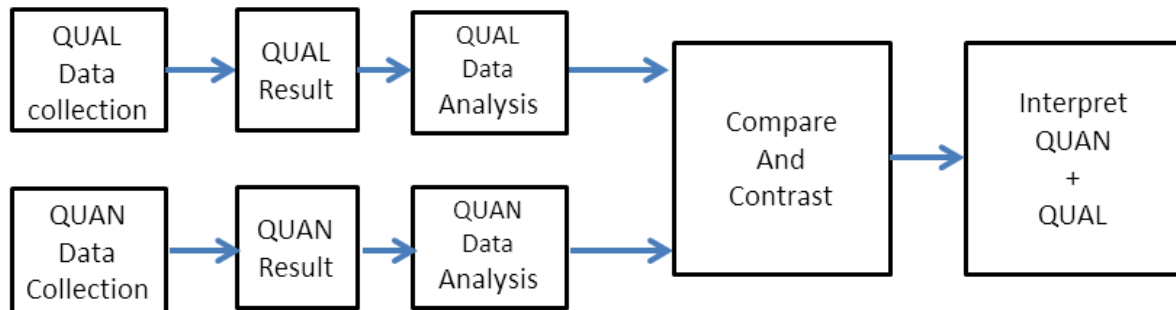 QUAL
Data
collection
QUAL
Result
QUAL
Data
Analysis
QUAN
Data
Collection
QUAN
Result
QUAN
Data
Analysis
Compare
And
Contrast
Interpret
QUAN
+
QUAL